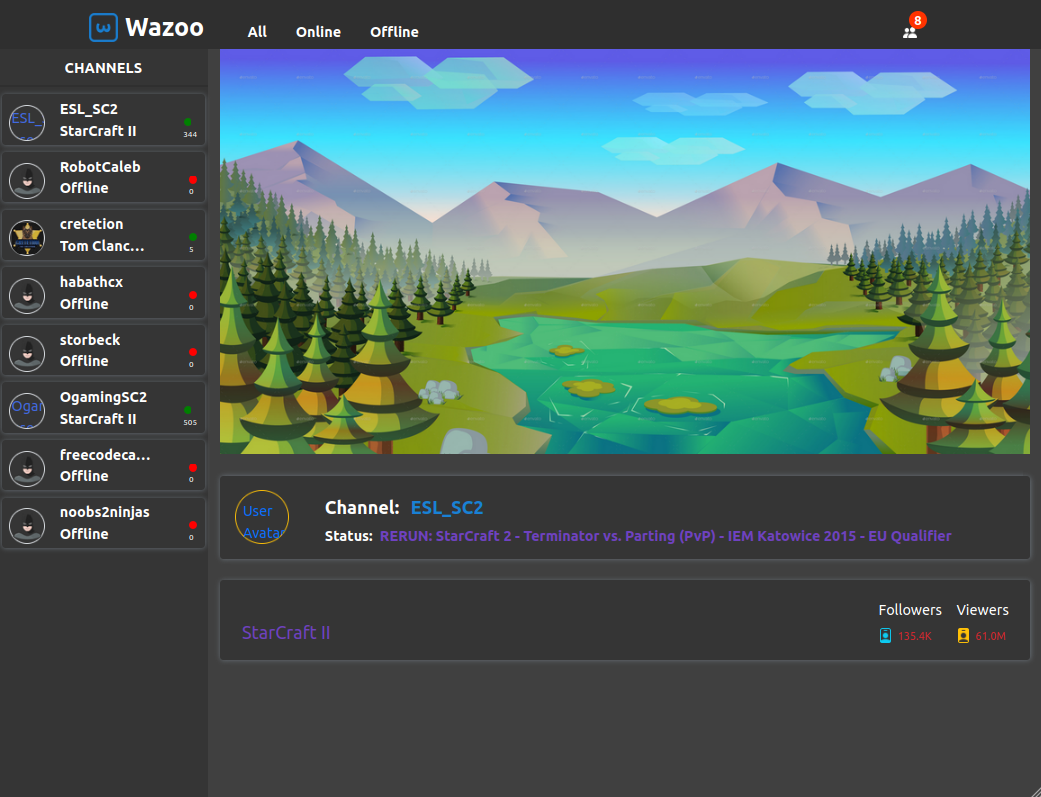 ω Wazoo
All Online Offline
8
CHANNELS
ESL_SC2
ESL_
StarCraft II
344
RobotCaleb
Offline
0
cretetion
Tom Clanc...
5
habathcx
Offline
0
storbeck
Offline
0
OgamingSC2
Ogar
StarCraft II
505
freecodeca...
Offline
0
noobs2ninjas
Offline
0
User
Avatar
Channel: ESL_SC2
Status: RERUN: StarCraft 2 - Terminator vs. Parting (PvP) - IEM Katowice 2015 - EU Qualifier
StarCraft II
Followers Viewers
135.4K 61.0M